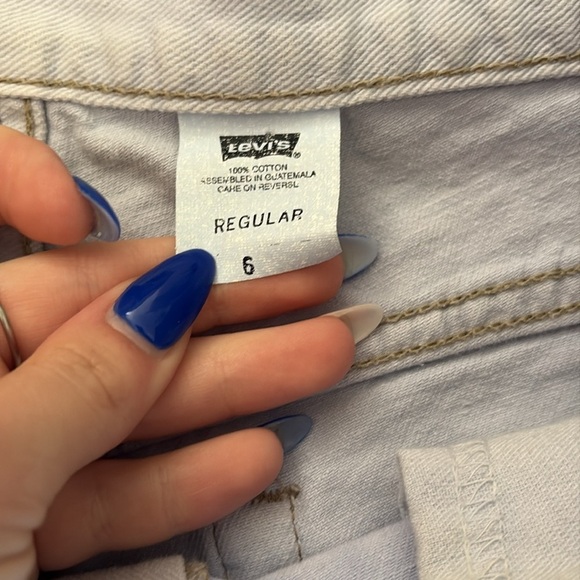 Levi's ®
100% COTTON
ASSEMBLED IN GUATEMALA
CARE ON REVERSE
REGULAR
6